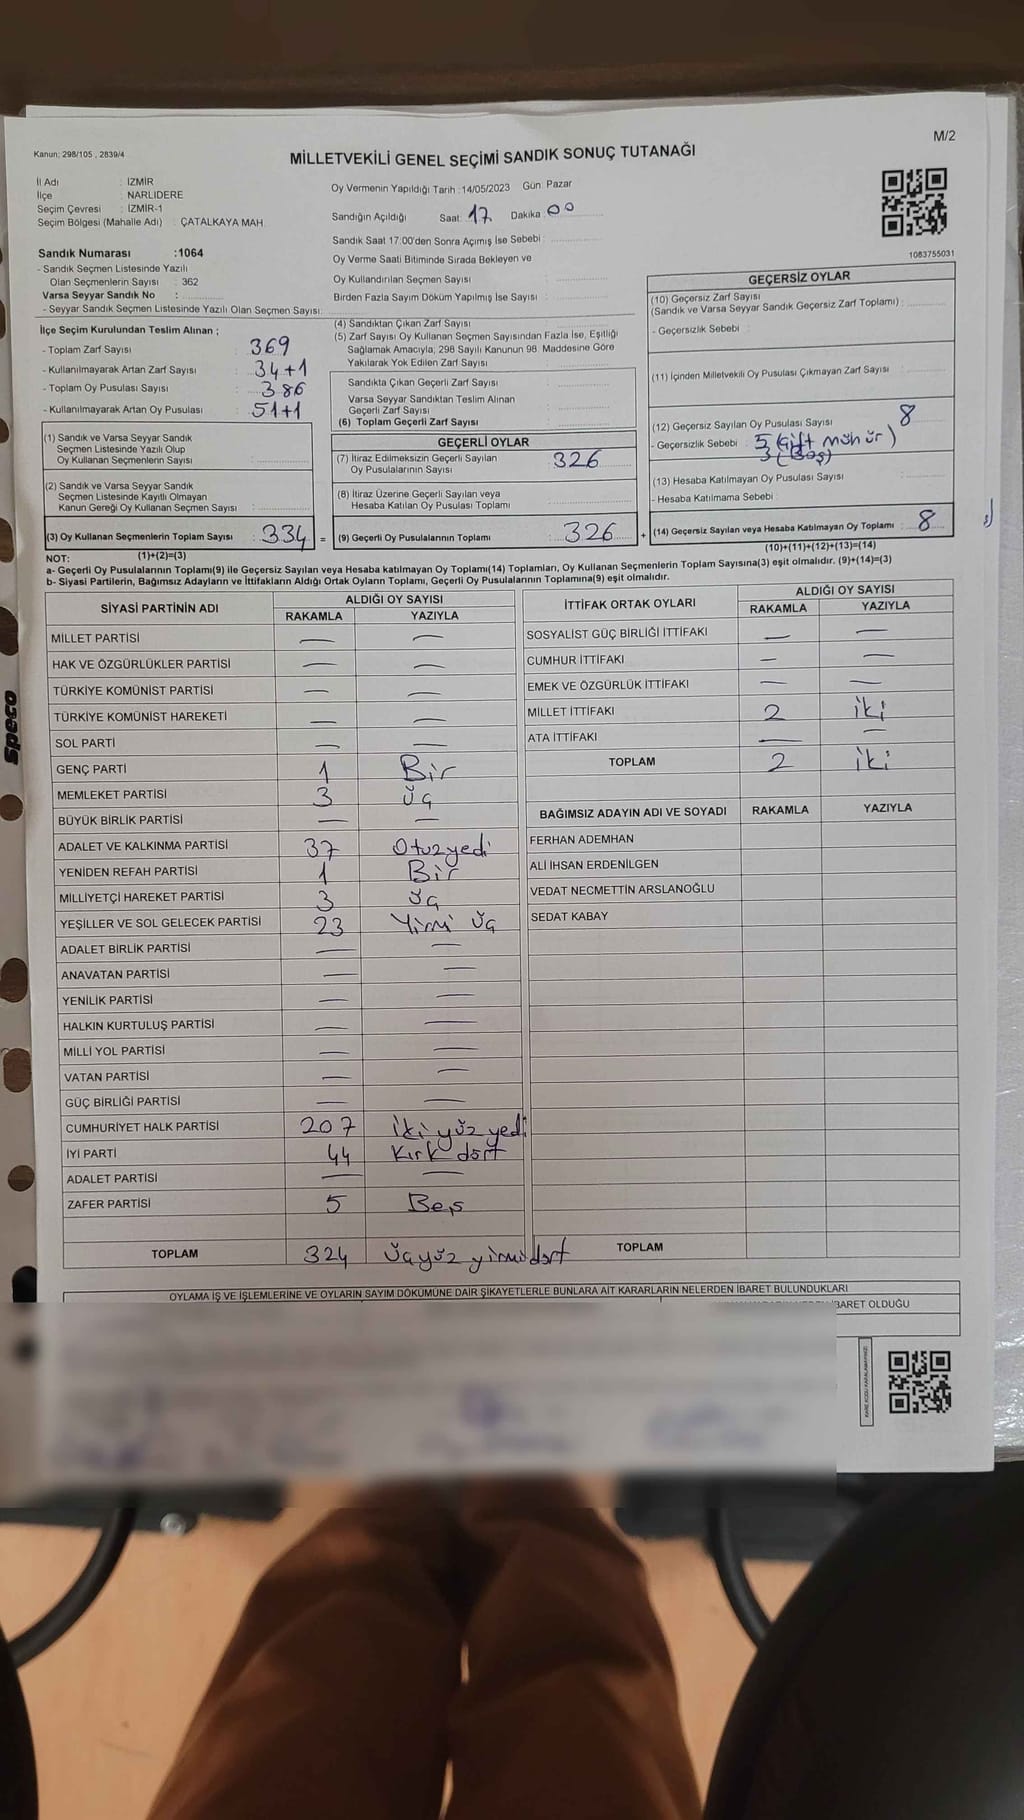 M/2
Kanun: 298/105 , 2839/4
MİLLETVEKİLİ GENEL SEÇİMİ SANDIK SONUÇ TUTANAĞI
İl Adı : İZMİR
İlçe : NARLIDERE
Seçim Çevresi : İZMİR-1
Seçim Bölgesi (Mahalle Adı) : ÇATALKAYA MAH.
Oy Vermenin Yapıldığı Tarih :14/05/2023 Gün: Pazar
Sandığın Açıldığı Saat: 17 Dakika 00
Sandık Saat 17:00'den Sonra Açımış İse Sebebi :
Oy Verme Saati Bitiminde Sırada Bekleyen ve
Oy Kullandırılan Seçmen Sayısı :
Birden Fazla Sayım Döküm Yapılmış İse Sayısı :
1083755031
Sandık Numarası :1064
- Sandık Seçmen Listesinde Yazılı
Olan Seçmenlerin Sayısı : 362
Varsa Seyyar Sandık No :
- Seyyar Sandık Seçmen Listesinde Yazılı Olan Seçmen Sayısı:
İlçe Seçim Kurulundan Teslim Alınan ;
- Toplam Zarf Sayısı : 369
- Kullanılmayarak Artan Zarf Sayısı : 34+1
- Toplam Oy Pusulası Sayısı : 386
- Kullanılmayarak Artan Oy Pusulası : 51+1
(1) Sandık ve Varsa Seyyar Sandık
Seçmen Listesinde Yazılı Olup
Oy Kullanan Seçmenlerin Sayısı :
(2) Sandık ve Varsa Seyyar Sandık
Seçmen Listesinde Kayıtlı Olmayan
Kanun Gereği Oy Kullanan Seçmen Sayısı :
(3) Oy Kullanan Seçmenlerin Toplam Sayısı : 334 =
(1)+(2)=(3)
(4) Sandıktan Çıkan Zarf Sayısı
(5) Zarf Sayısı Oy Kullanan Seçmen Sayısından Fazla İse, Eşitliği
Sağlamak Amacıyla, 298 Sayılı Kanunun 98. Maddesine Göre
Yakılarak Yok Edilen Zarf Sayısı :
Sandıkta Çıkan Geçerli Zarf Sayısı :
Varsa Seyyar Sandıktan Teslim Alınan
Geçerli Zarf Sayısı :
(6) Toplam Geçerli Zarf Sayısı :
GEÇERLİ OYLAR
(7) İtiraz Edilmeksizin Geçerli Sayılan
Oy Pusulalarının Sayısı : 326
(8) İtiraz Üzerine Geçerli Sayılan veya
Hesaba Katılan Oy Pusulası Toplamı :
(9) Geçerli Oy Pusulalarının Toplamı : 326 +
GEÇERSİZ OYLAR
(10) Geçersiz Zarf Sayısı
(Sandık ve Varsa Seyyar Sandık Geçersiz Zarf Toplamı) :
- Geçersizlik Sebebi :
(11) İçinden Milletvekili Oy Pusulası Çıkmayan Zarf Sayısı :
(12) Geçersiz Sayılan Oy Pusulası Sayısı : 8
- Geçersizlik Sebebi : 5 (Çift mühür)
3 (Boş)
(13) Hesaba Katılmayan Oy Pusulası Sayısı :
- Hesaba Katılmama Sebebi :
(14) Geçersiz Sayılan veya Hesaba Katılmayan Oy Toplamı : 8
(10)+(11)+(12)+(13)=(14)
NOT:
a- Geçerli Oy Pusulalarının Toplamı(9) ile Geçersiz Sayılan veya Hesaba katılmayan Oy Toplamı(14) Toplamları, Oy Kullanan Seçmenlerin Toplam Sayısına(3) eşit olmalıdır. (9)+(14)=(3)
b- Siyasi Partilerin, Bağımsız Adayların ve İttifakların Aldığı Ortak Oyların Toplamı, Geçerli Oy Pusulalarının Toplamına(9) eşit olmalıdır.
SİYASİ PARTİNİN ADI ALDIĞI OY SAYISI
RAKAMLA YAZIYLA
MİLLET PARTİSİ — —
HAK VE ÖZGÜRLÜKLER PARTİSİ — —
TÜRKİYE KOMÜNİST PARTİSİ — —
TÜRKİYE KOMÜNİST HAREKETİ — —
SOL PARTİ — —
GENÇ PARTİ 1 Bir
MEMLEKET PARTİSİ 3 üç
BÜYÜK BİRLİK PARTİSİ — —
ADALET VE KALKINMA PARTİSİ 37 Otuzyedi
YENİDEN REFAH PARTİSİ 1 Bir
MİLLİYETÇİ HAREKET PARTİSİ 3 üç
YEŞİLLER VE SOL GELECEK PARTİSİ 23 Yirmi üç
ADALET BİRLİK PARTİSİ — —
ANAVATAN PARTİSİ — —
YENİLİK PARTİSİ — —
HALKIN KURTULUŞ PARTİSİ — —
MİLLİ YOL PARTİSİ — —
VATAN PARTİSİ — —
GÜÇ BİRLİĞİ PARTİSİ — —
CUMHURİYET HALK PARTİSİ 207 iki yüz yedi
İYİ PARTİ 44 Kırk dört
ADALET PARTİSİ — —
ZAFER PARTİSİ 5 Beş
TOPLAM 324 üçyüz yirmidört
İTTİFAK ORTAK OYLARI ALDIĞI OY SAYISI
RAKAMLA YAZIYLA
SOSYALİST GÜÇ BİRLİĞİ İTTİFAKI — —
CUMHUR İTTİFAKI — —
EMEK VE ÖZGÜRLÜK İTTİFAKI — —
MİLLET İTTİFAKI 2 iki
ATA İTTİFAKI — —
TOPLAM 2 iki
BAĞIMSIZ ADAYIN ADI VE SOYADI RAKAMLA YAZIYLA
FERHAN ADEMHAN
ALİ İHSAN ERDENİLGEN
VEDAT NECMETTİN ARSLANOĞLU
SEDAT KABAY
TOPLAM
OYLAMA İŞ VE İŞLEMLERİNE VE OYLARIN SAYIM DÖKÜMÜNE DAİR ŞİKAYETLERLE BUNLARA AİT KARARLARIN NELERDEN İBARET BULUNDUKLARI
İBARET OLDUĞU
speco